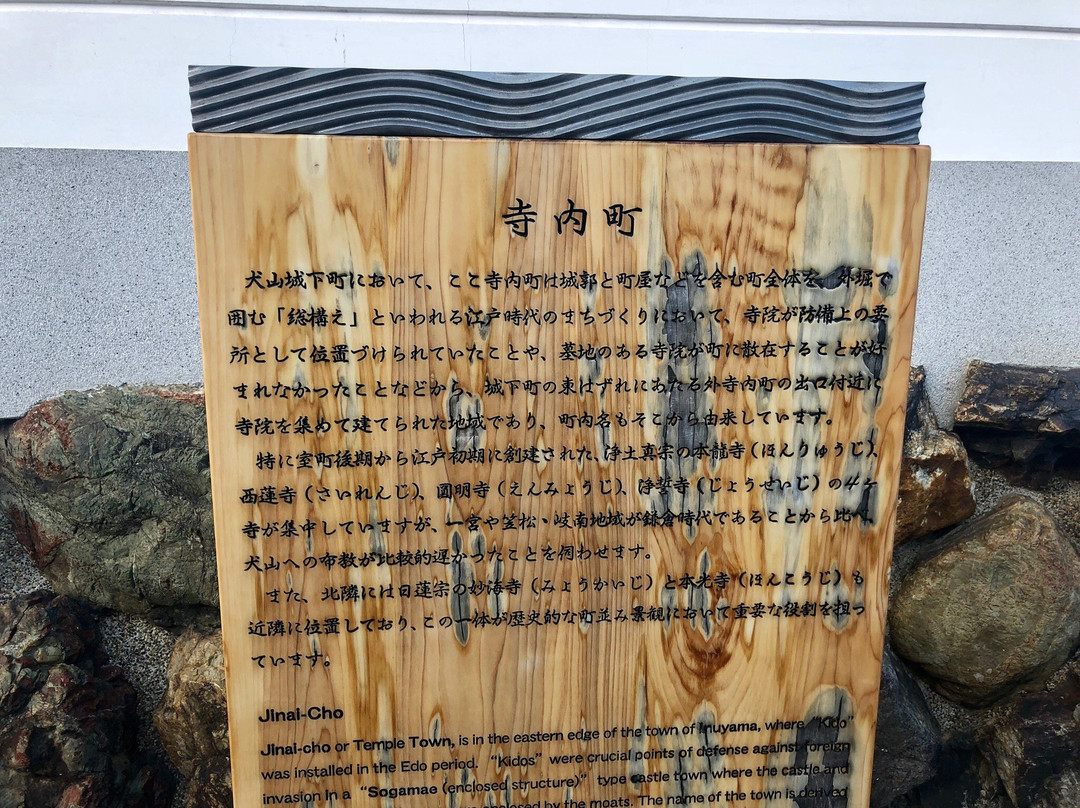 寺内町
犬山城下町において、ここ寺内町は城郭と町屋などを含む町全体を、外堀で
囲む「総構え」といわれる江戸時代のまちづくりにおいて、寺院が防備上の要
所として位置づけられていたことや、墓地のある寺院が町に散在することが好
まれなかったことなどから、城下町の東はずれにあたる外寺内町の出口付近に
寺院を集めて建てられた地域であり、町内名もそこから由来しています。
特に室町後期から江戸初期に創建された、浄土真宗の本龍寺（ほんりゅうじ）、
西蓮寺（さいれんじ）、圓明寺（えんみょうじ）、浄誓寺（じょうせいじ）の4ヶ
寺が集中していますが、一宮や笠松・岐南地域が鎌倉時代であることから比べ、
犬山への布教が比較的遅かったことを伺わせます。
また、北隣には日蓮宗の妙海寺（みょうかいじ）と本光寺（ほんこうじ）も
近隣に位置しており、この一体が歴史的な町並み景観において重要な役割を担っ
ています。
Jinai-Cho
Jinai-cho or Temple Town, is in the eastern edge of the town of Inuyama, where “Kido”
was installed in the Edo period. “Kidos” were crucial points of defense against foreign
invasion in a “Sogamae (enclosed structure)” type castle town where the castle and
enclosed by the moats. The name of the town is derived